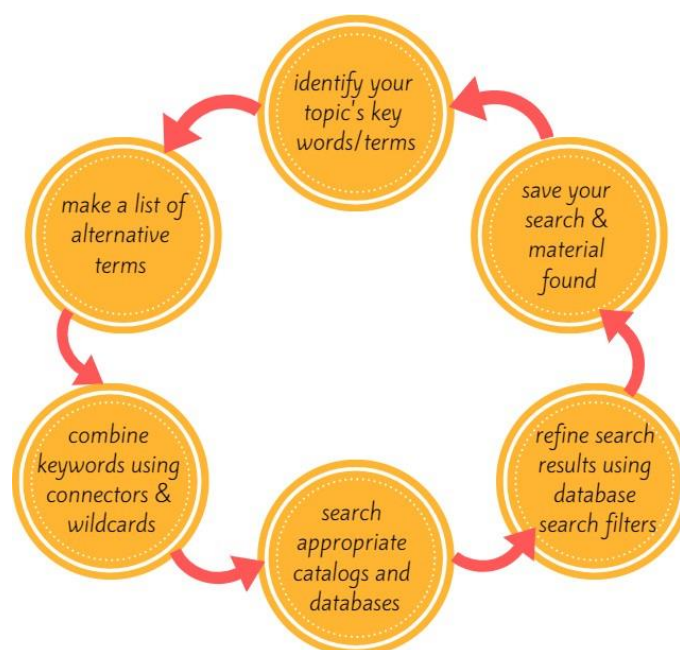 identify your
topic's key
words/terms
make a list of
alternative
terms
combine
keywords using
connectors &
wildcards
search
appropriate
catalogs and
databases
refine search
results using
database
search filters
save your
search &
material
found